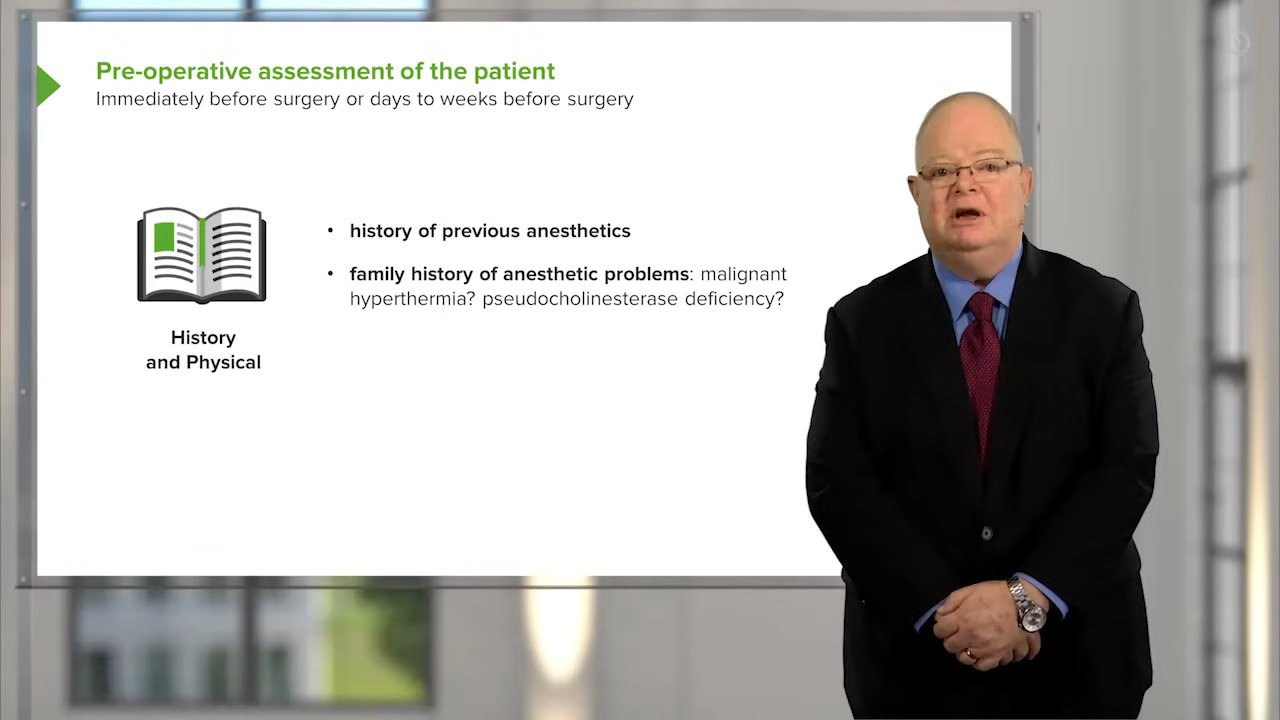 Pre-operative assessment of the patient
Immediately before surgery or days to weeks before surgery
• history of previous anesthetics
• family history of anesthetic problems: malignant
hyperthermia? pseudocholinesterase deficiency?
History
and Physical